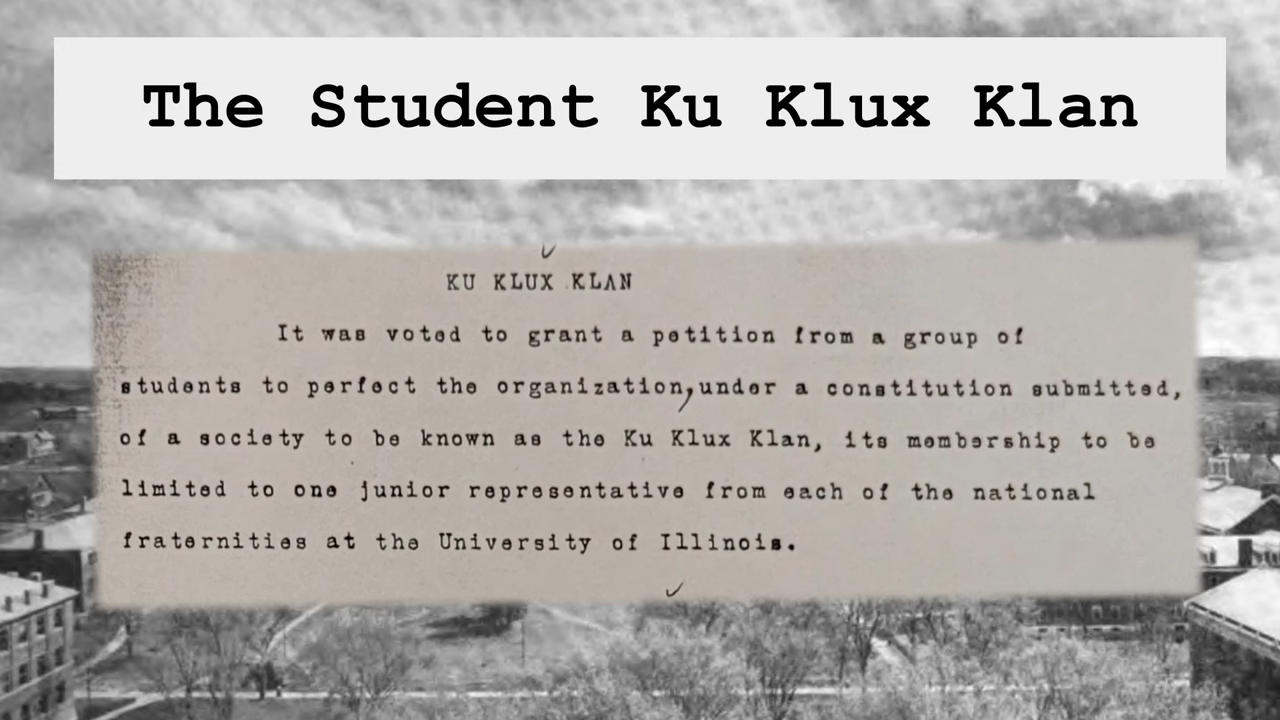 The Student Ku Klux Klan
KU KLUX KLAN
It was voted to grant a petition from a group of
students to perfect the organization,under a constitution submitted,
of a society to be known as the Ku Klux Klan, its membership to be
limited to one junior representative from each of the national
fraternities at the University of Illinois.